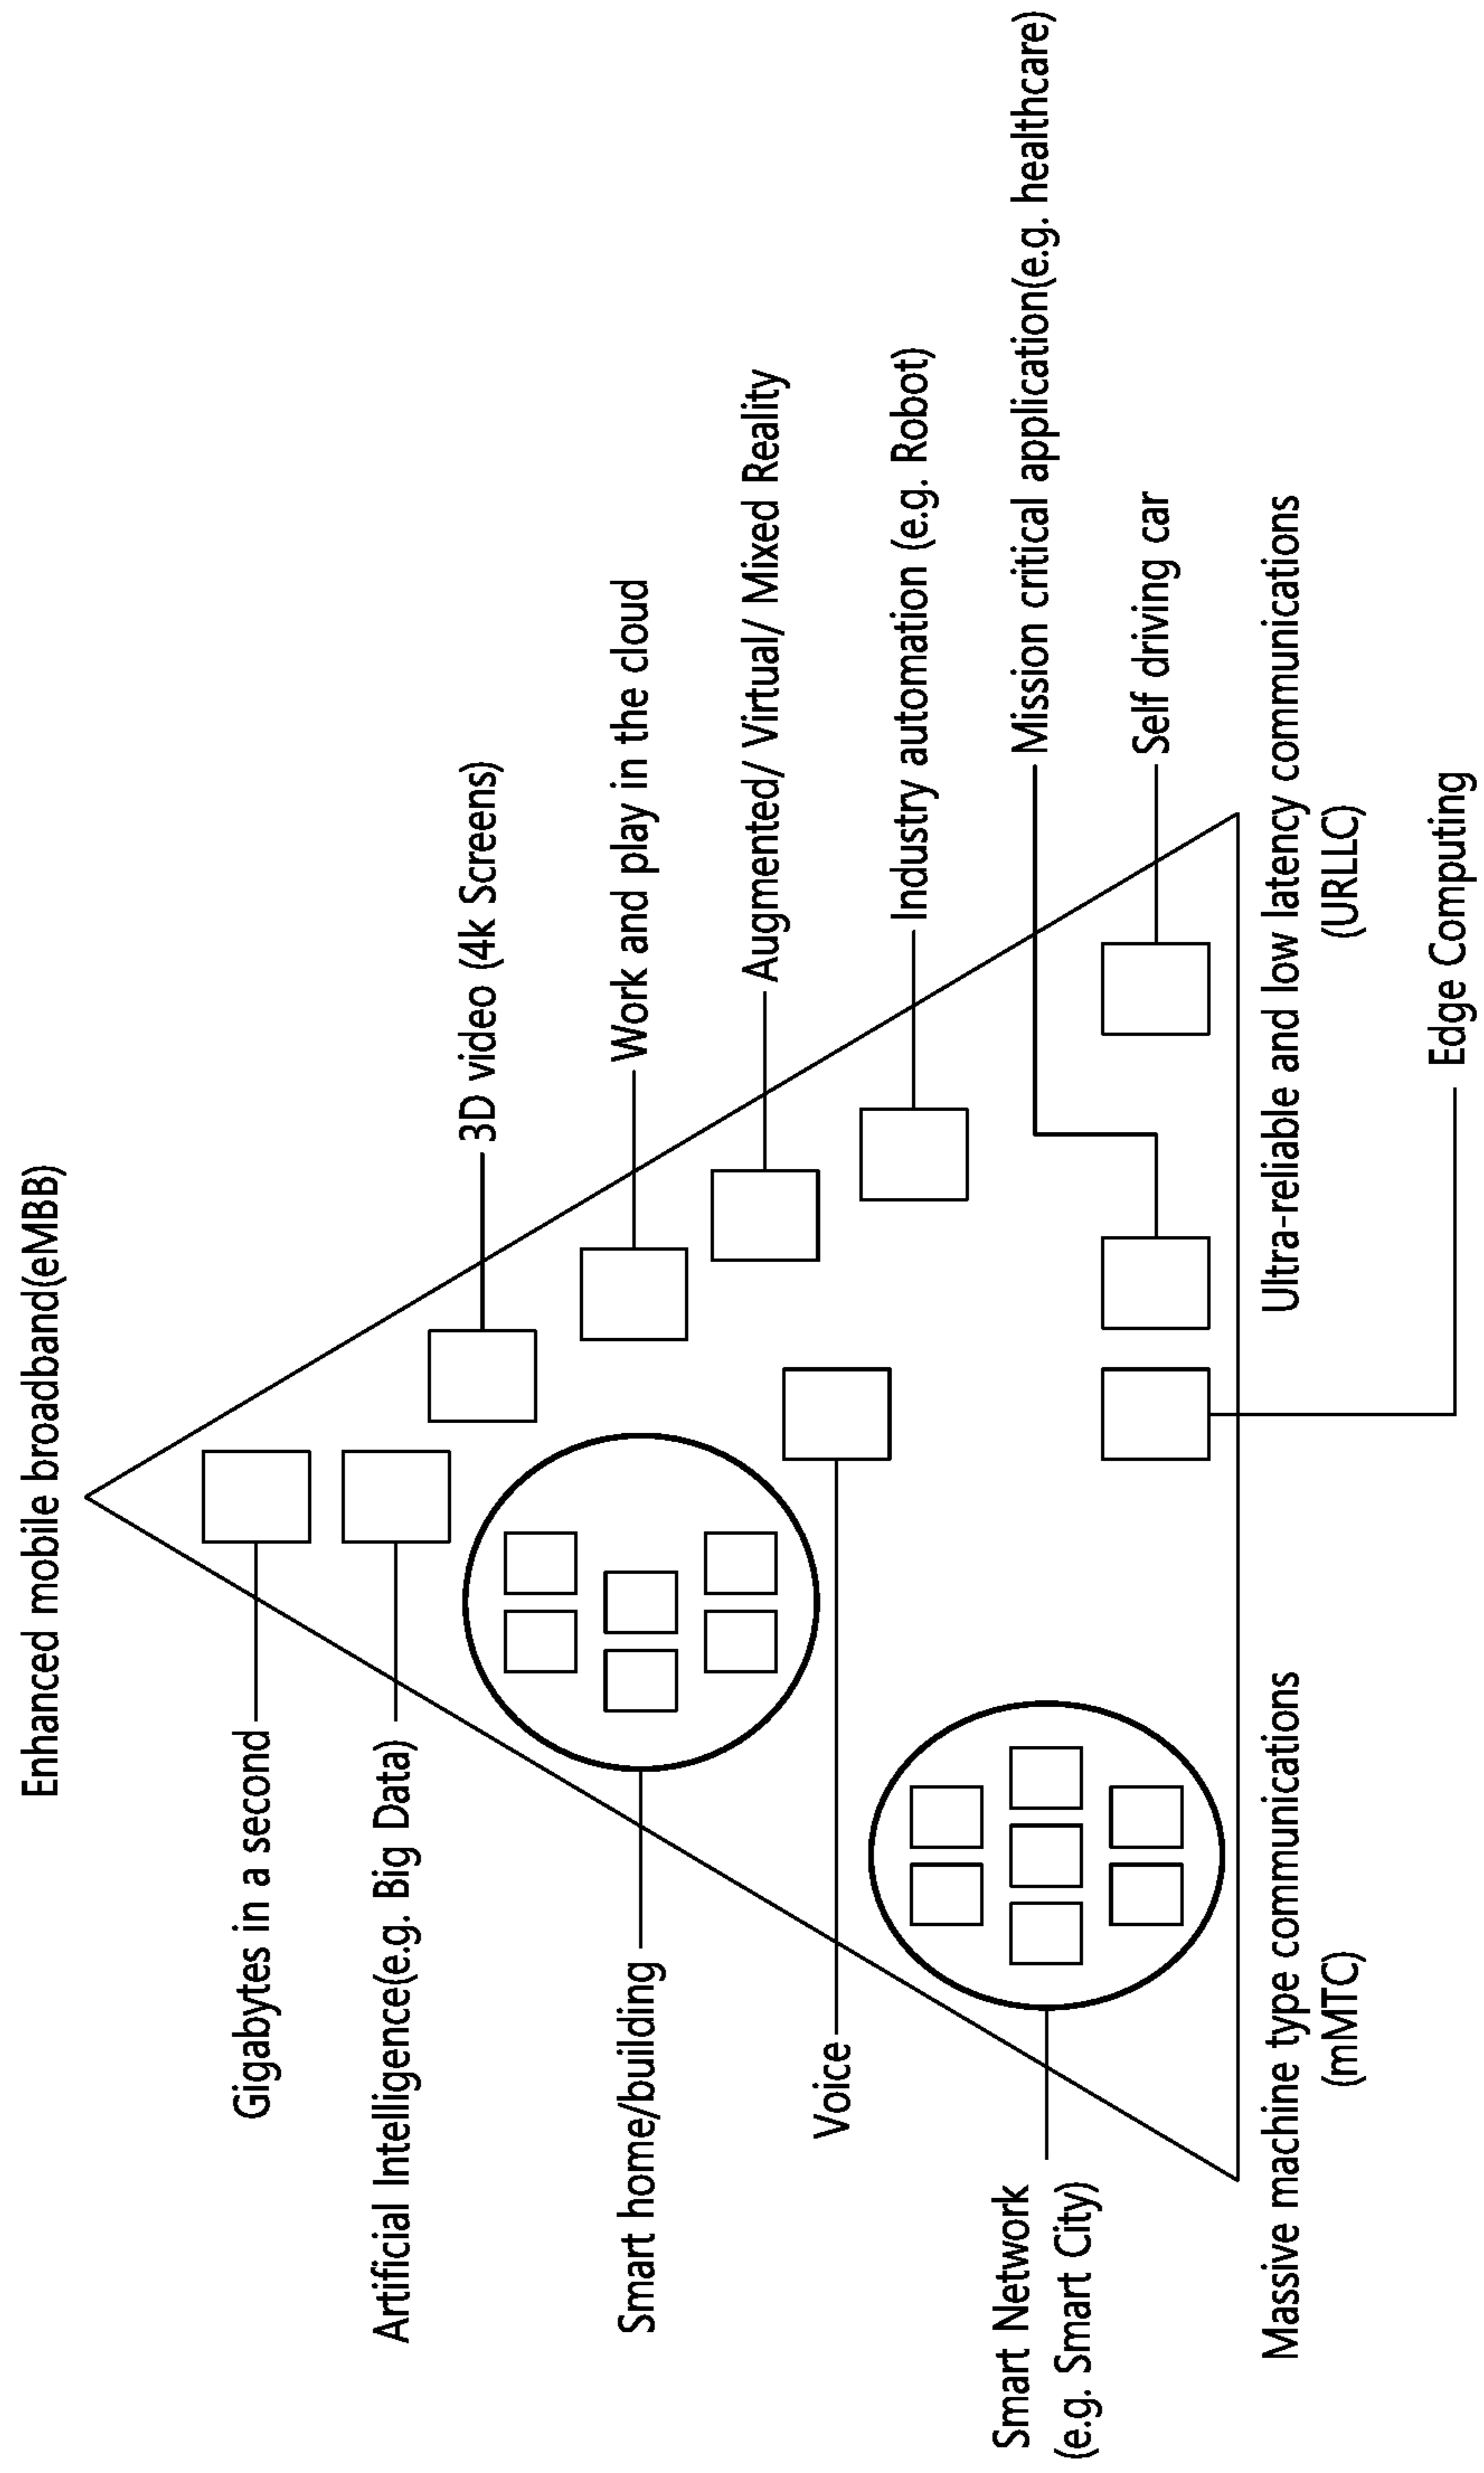 Enhanced mobile broadband(eMBB)
Gigabytes in a second
Artificial Intelligence(e.g. Big Data)
3D video (4k Screens)
Smart home/building
Work and play in the cloud
Augmented/ Virtual/ Mixed Reality
Voice
Industry automation (e.g. Robot)
Smart Network
(e.g. Smart City)
Mission critical application(e.g. healthcare)
Self driving car
Massive machine type communications
(mMTC)
Ultra-reliable and low latency communications
(URLLC)
Edge Computing